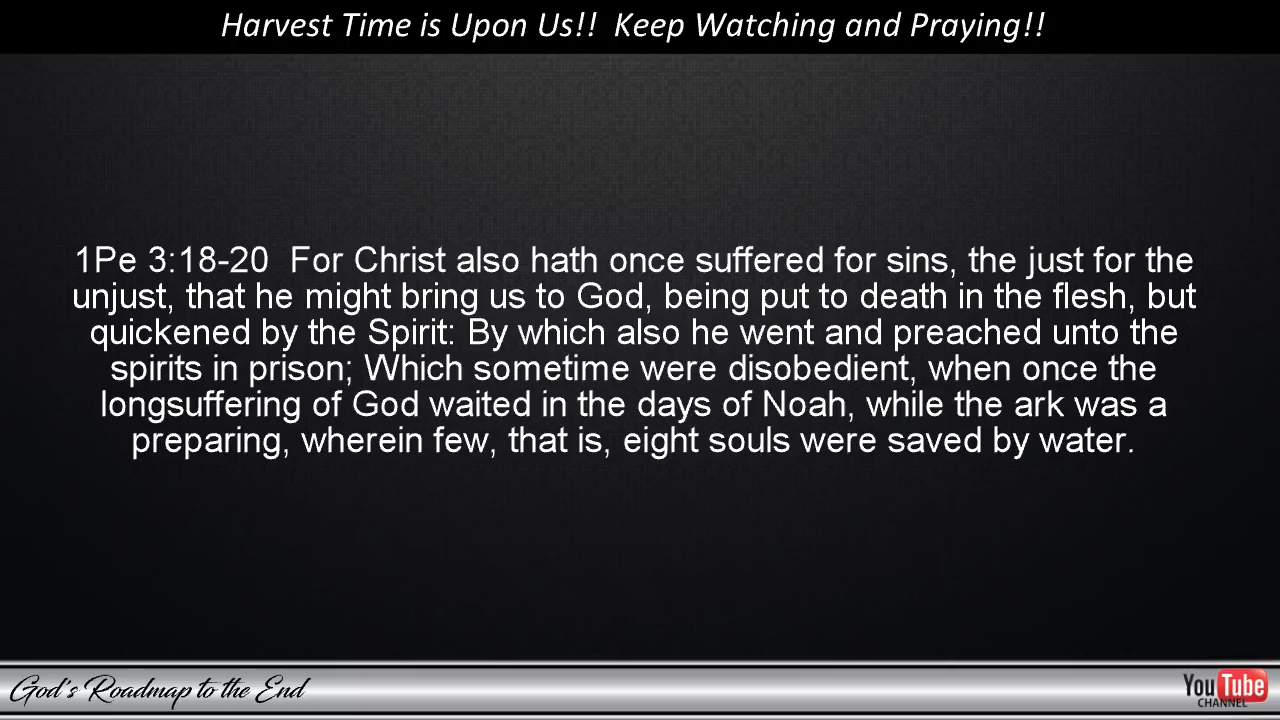 Harvest Time is Upon Us!!  Keep Watching and Praying!!
1Pe 3:18-20  For Christ also hath once suffered for sins, the just for the
unjust, that he might bring us to God, being put to death in the flesh, but
quickened by the Spirit: By which also he went and preached unto the
spirits in prison; Which sometime were disobedient, when once the
longsuffering of God waited in the days of Noah, while the ark was a
preparing, wherein few, that is, eight souls were saved by water.
God's Roadmap to the End
YouTube
CHANNEL